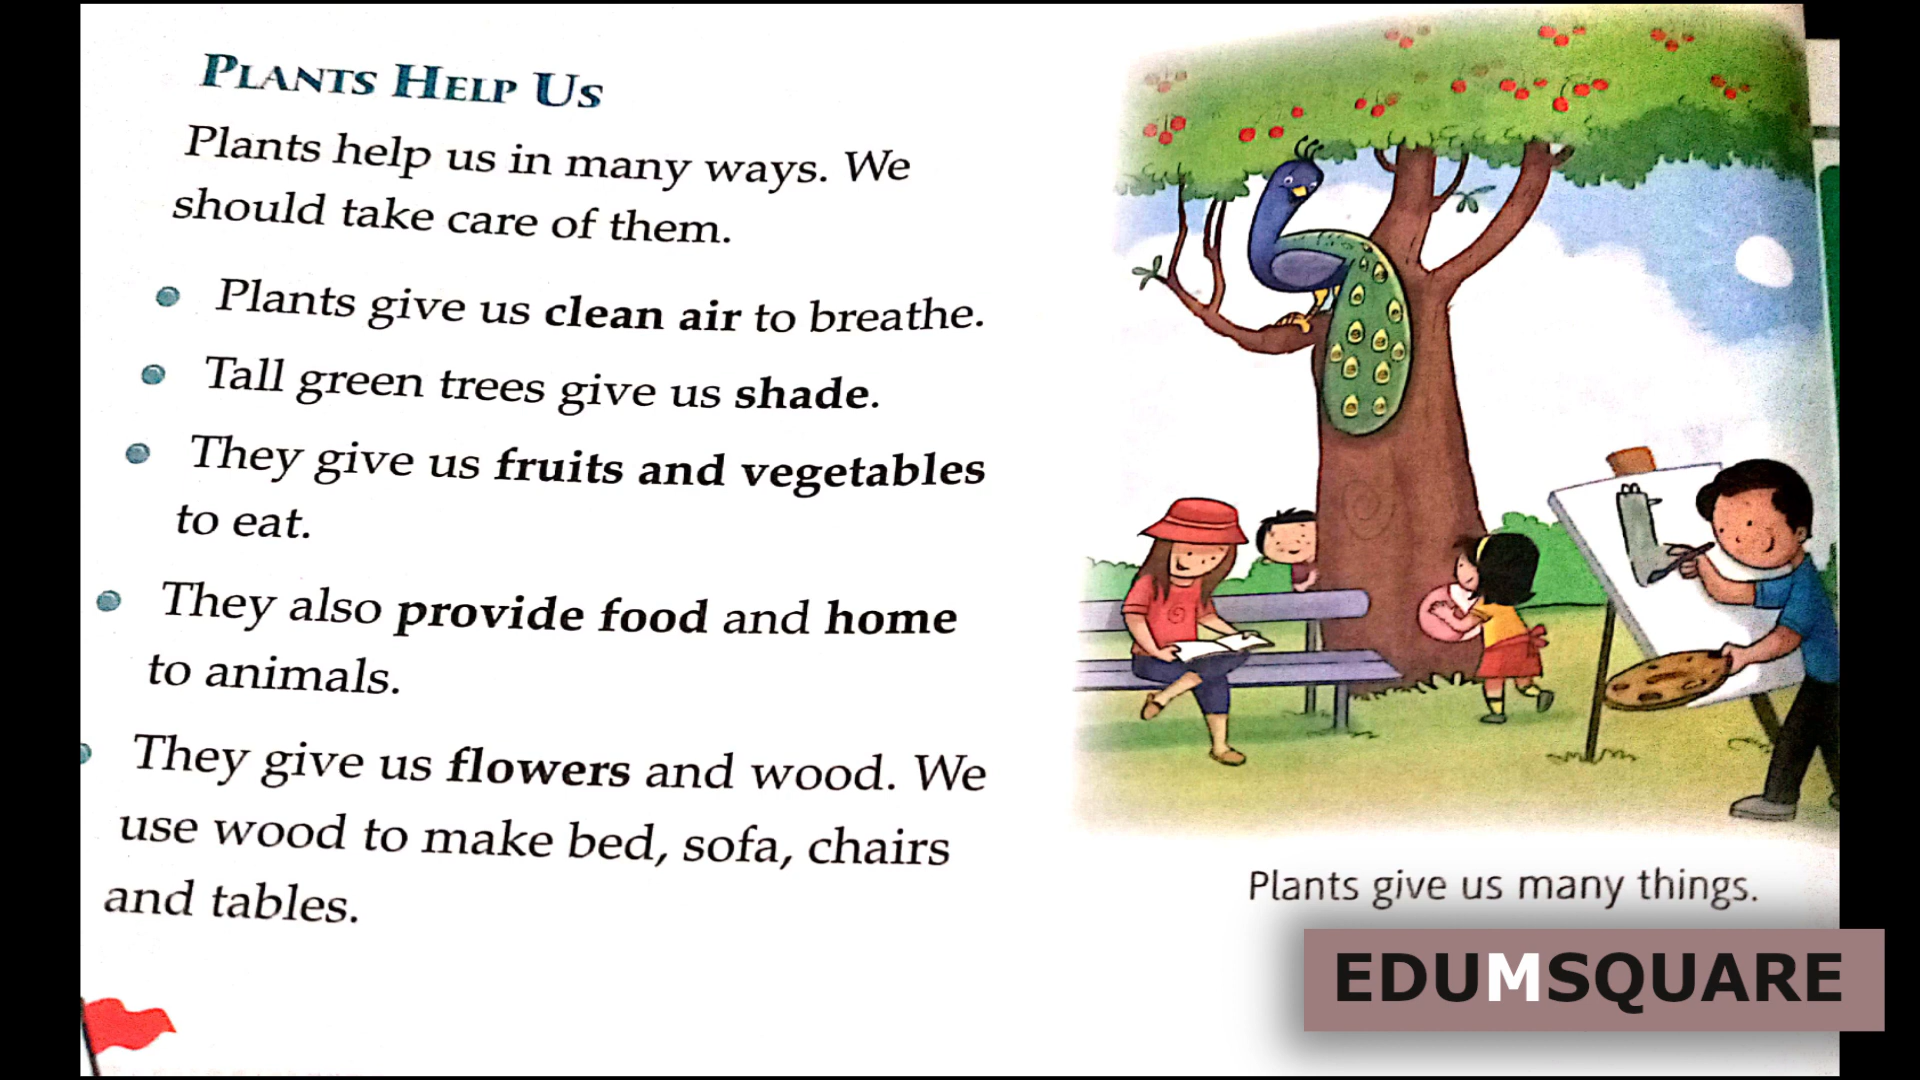 PLANTS HELP US
Plants help us in many ways. We
should take care of them.
Plants give us clean air to breathe.
Tall green trees give us shade.
They give us fruits and vegetables
to eat.
They also provide food and home
to animals.
They give us flowers and wood. We
use wood to make bed, sofa, chairs
and tables.
Plants give us many things.
EDUMSQUARE